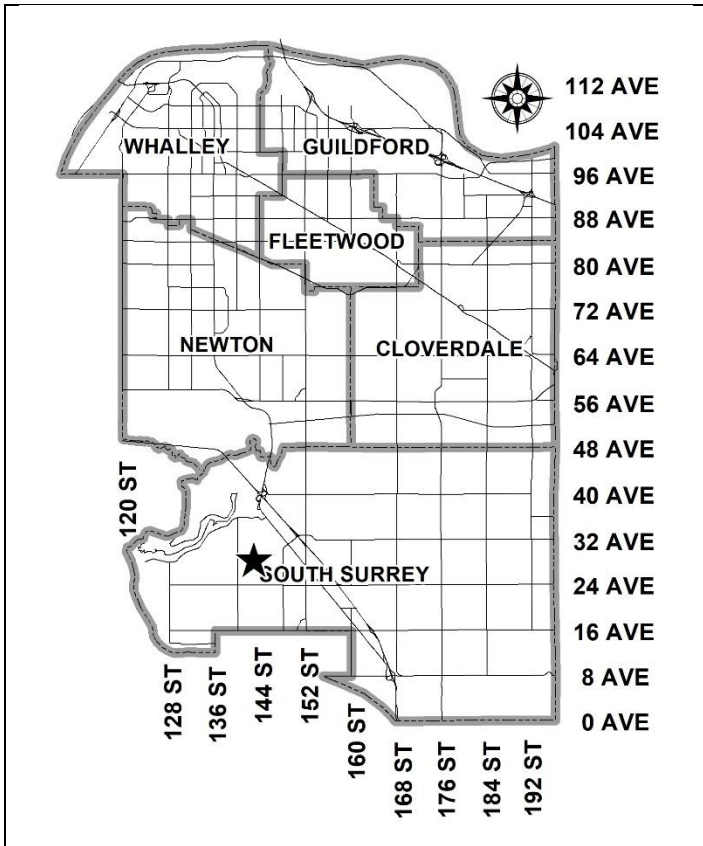 112 AVE
104 AVE
WHALLEY GUILDFORD
96 AVE
88 AVE
FLEETWOOD
80 AVE
72 AVE
NEWTON CLOVERDALE
64 AVE
56 AVE
48 AVE
120 ST
40 AVE
32 AVE
SOUTH SURREY
24 AVE
16 AVE
8 AVE
0 AVE
128 ST
136 ST
144 ST
152 ST
160 ST
168 ST
176 ST
184 ST
192 ST